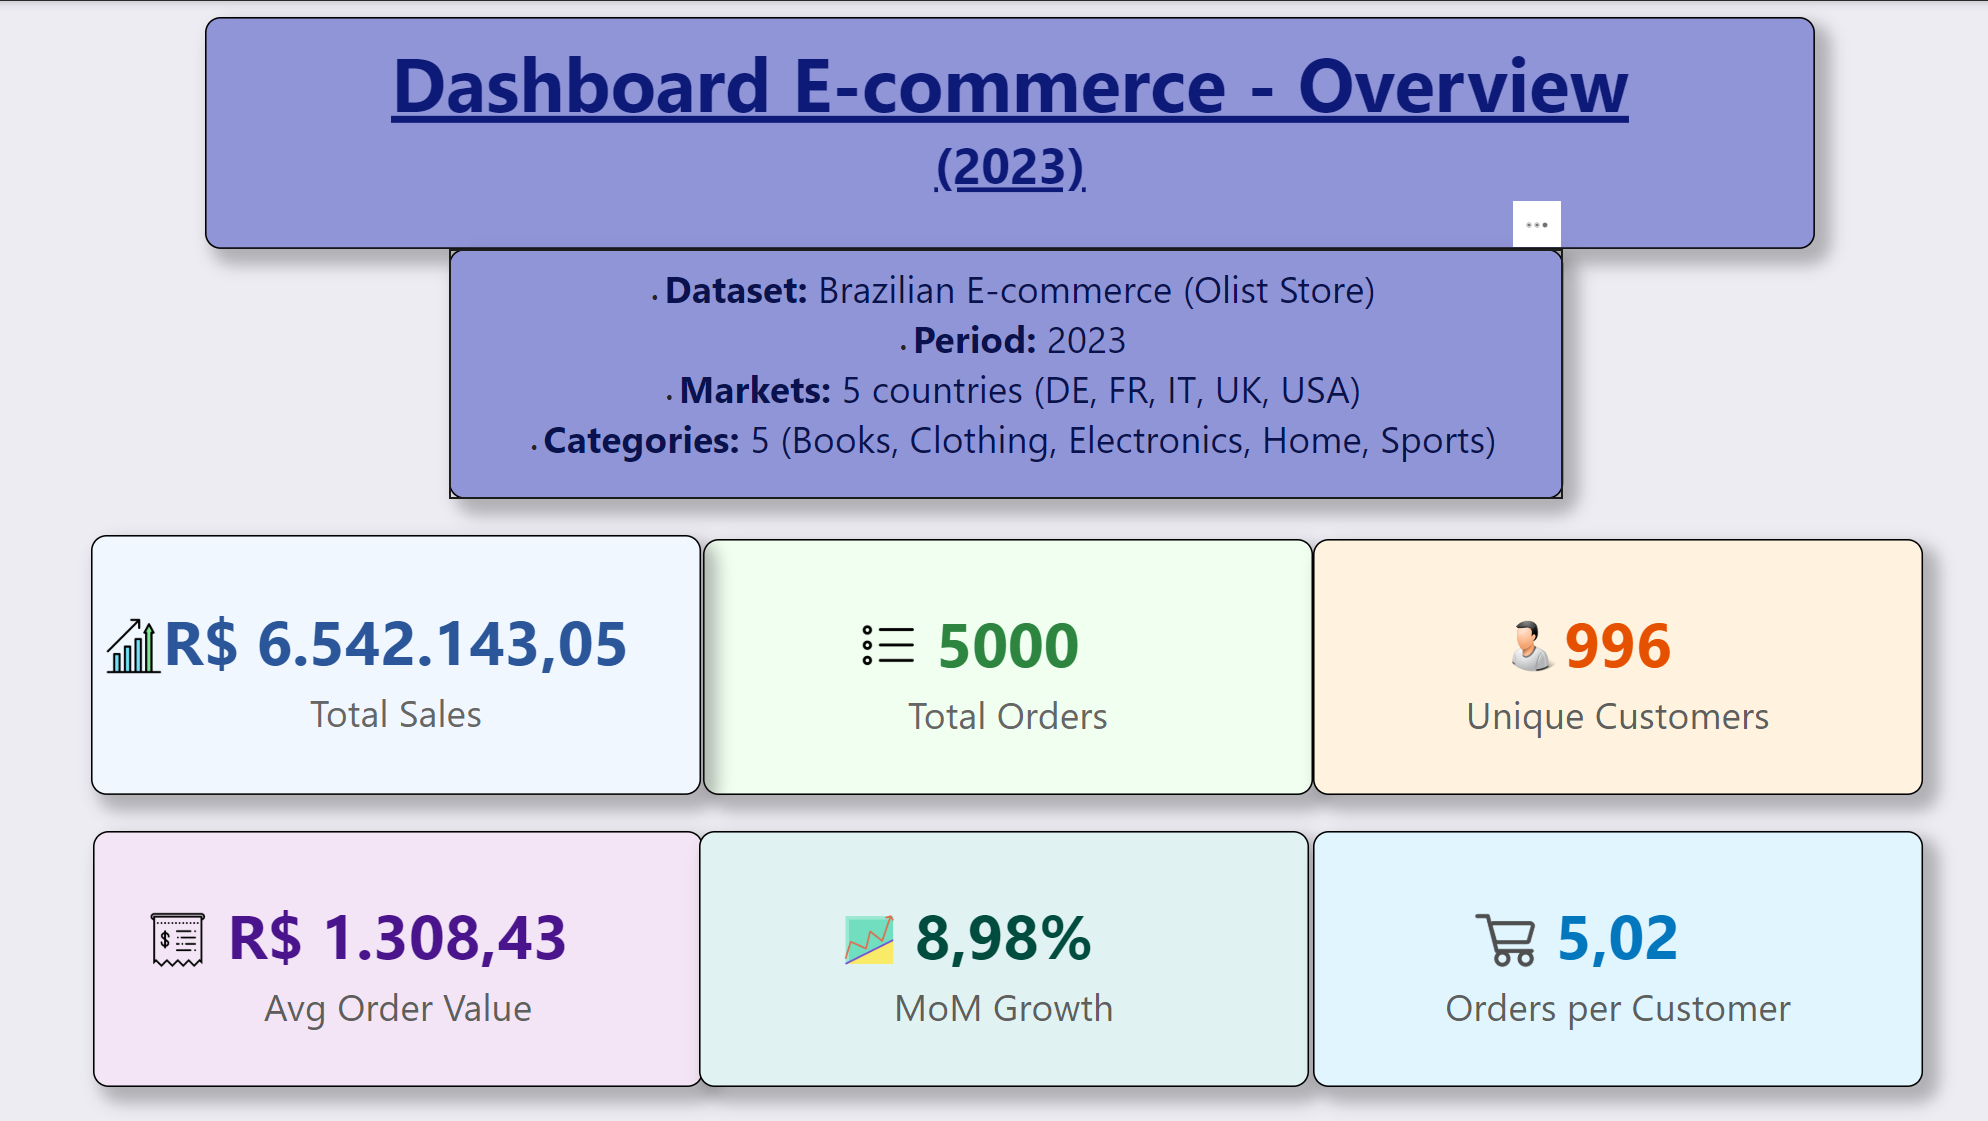 Dashboard E-commerce - Overview
(2023)
• Dataset: Brazilian E-commerce (Olist Store)
• Period: 2023
• Markets: 5 countries (DE, FR, IT, UK, USA)
• Categories: 5 (Books, Clothing, Electronics, Home, Sports)
R$ 6.542.143,05
Total Sales
5000
Total Orders
996
Unique Customers
$
R$ 1.308,43
Avg Order Value
8,98%
MoM Growth
5,02
Orders per Customer